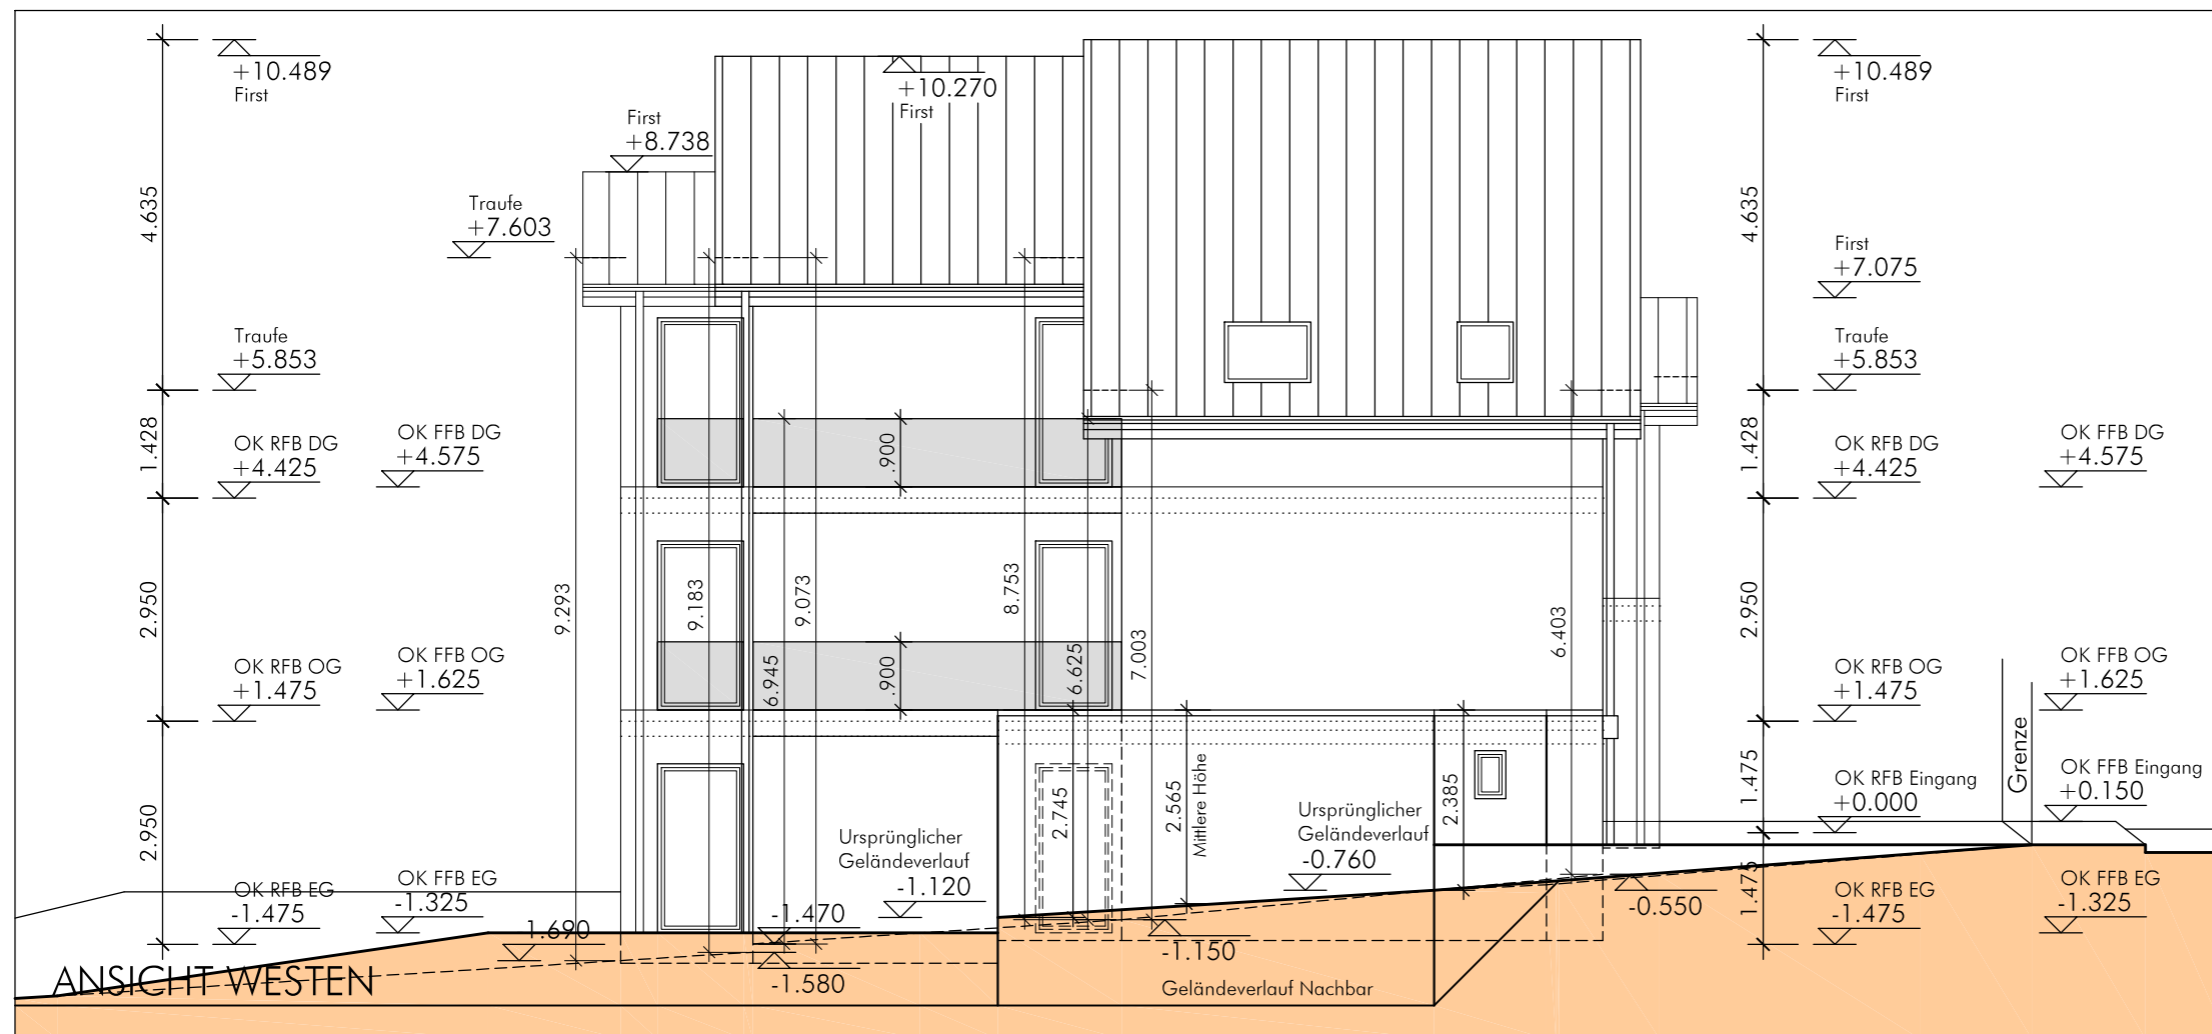 +10.489
First
+10.270
First
First
+8.738
Traufe
+7.603
+10.489
First
4.635
4.635
First
+7.075
Traufe
+5.853
Traufe
+5.853
1.428
1.428
OK RFB DG
+4.425
OK FFB DG
+4.575
.900
OK RFB DG
+4.425
OK FFB DG
+4.575
2.950
9.293
9.183
9.073
8.753
6.403
2.950
6.945
.900
6.625
7.003
OK RFB OG
+1.475
OK FFB OG
+1.625
OK RFB OG
+1.475
OK FFB OG
+1.625
Grenze
2.950
2.745
2.565
Mittlere Höhe
2.385
1.475
OK RFB Eingang
+0.000
OK FFB Eingang
+0.150
Ursprünglicher
Geländeverlauf
-1.120
Ursprünglicher
Geländeverlauf
-0.760
OK RFB EG
-1.475
OK FFB EG
-1.325
1.690
-1.470
-1.580
-1.150
-0.550
1.475
OK RFB EG
-1.475
OK FFB EG
-1.325
ANSICHT WESTEN
Geländeverlauf Nachbar